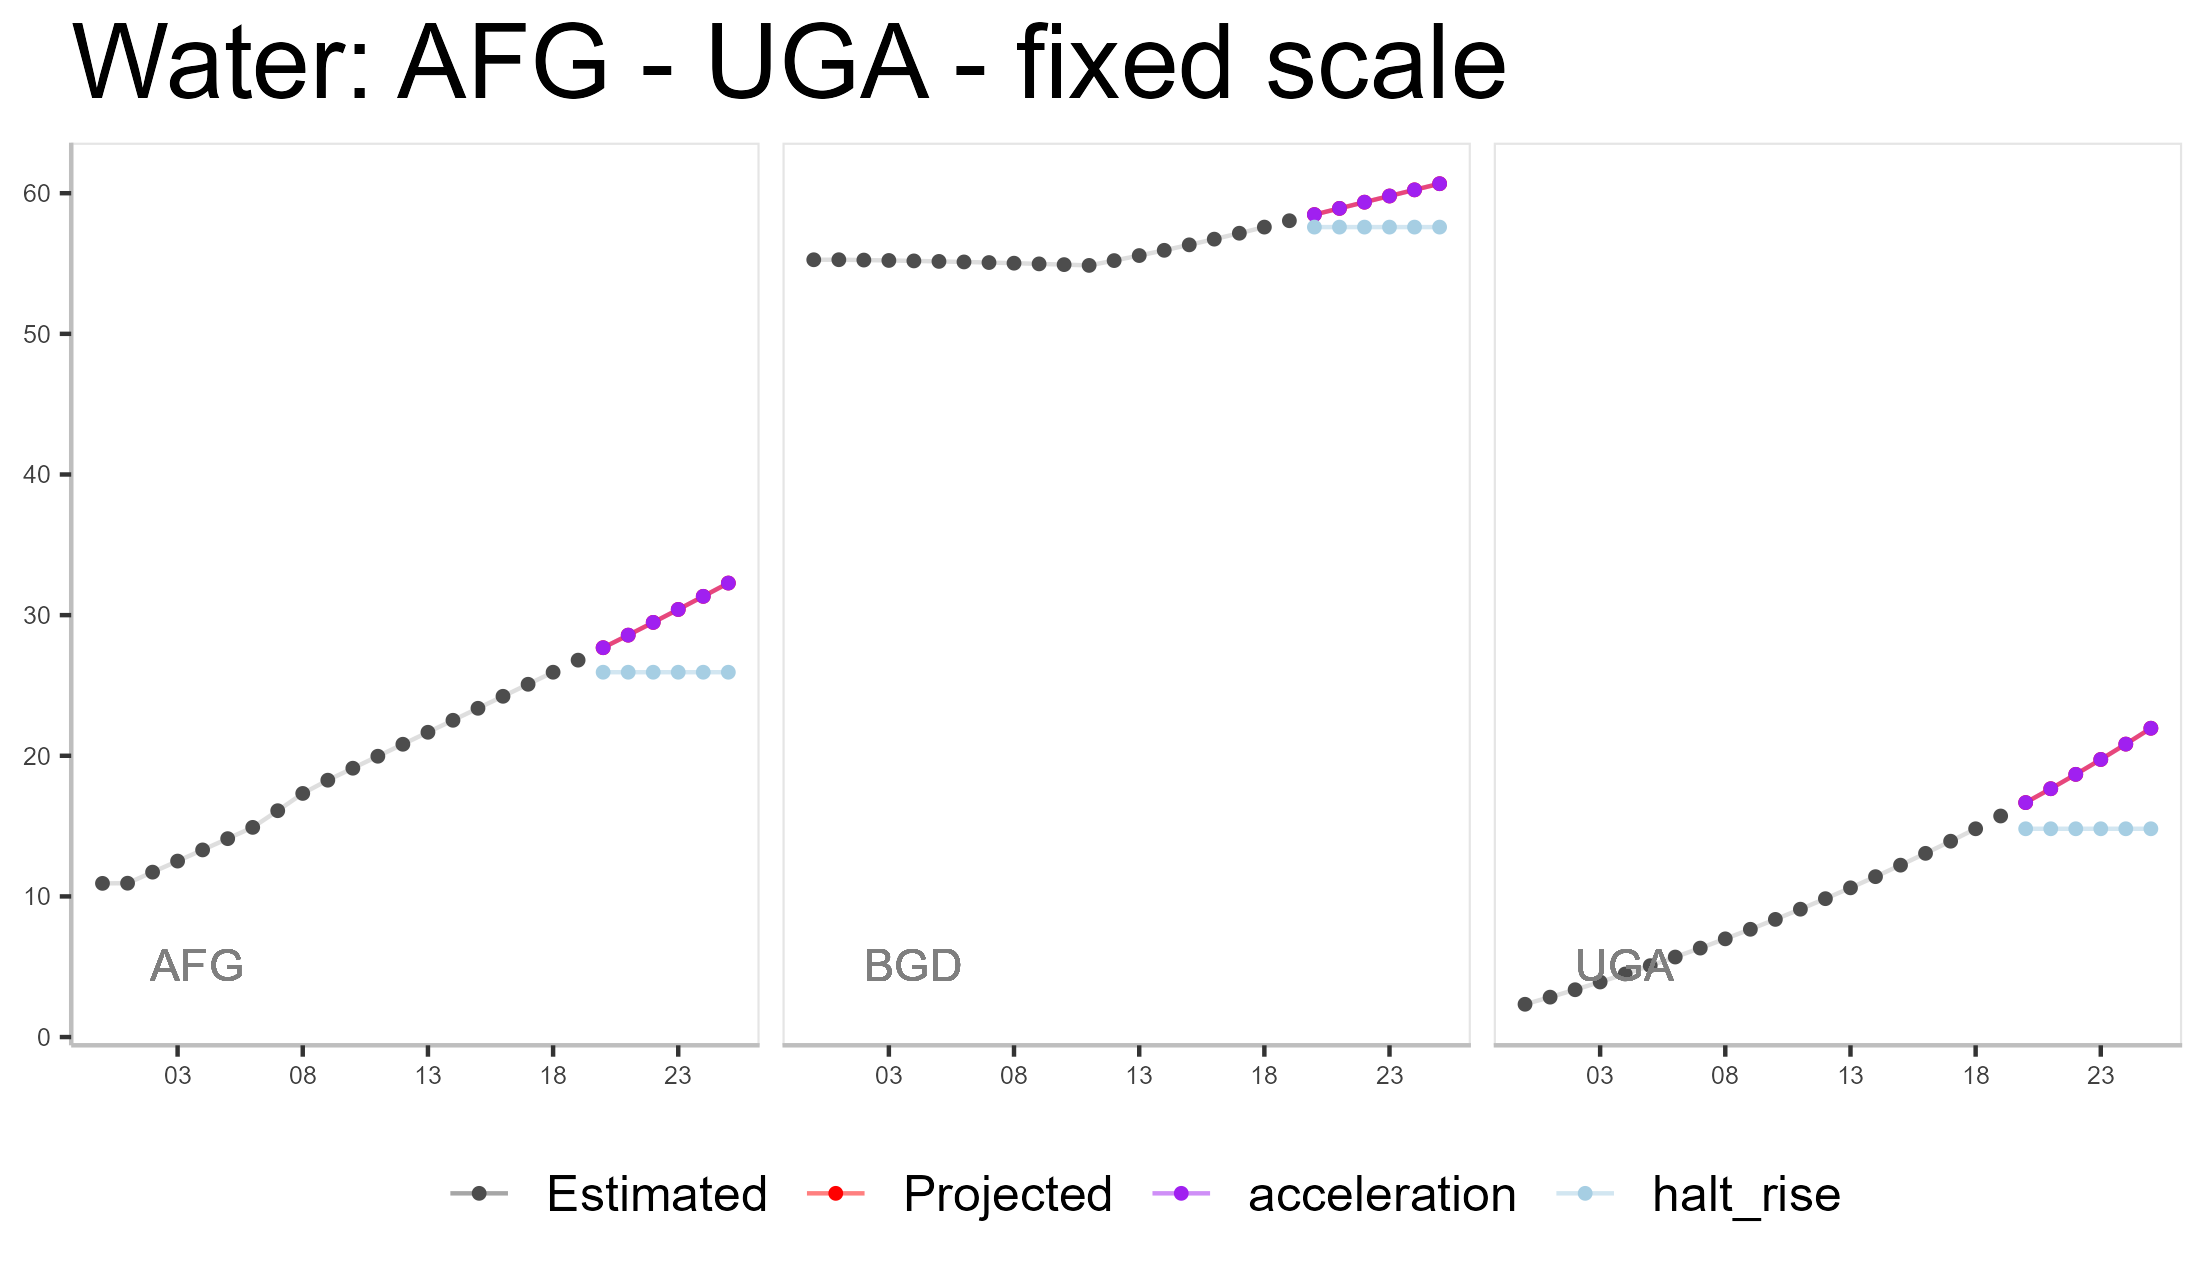 Water: AFG - UGA - fixed scale
60
50
40
30
20
10
0
AFG
BGD
UGA
03 08 13 18 23 03 08 13 18 23 03 08 13 18 23
Estimated Projected acceleration halt_rise